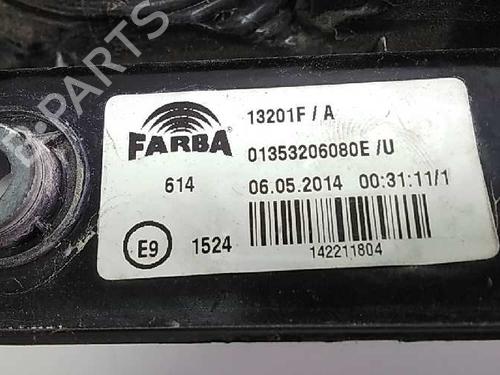 B-PARTS
FARBA
13201F / A
01353206080E /U
614
06.05.2014 00:31:11/1
E9
1524
142211804